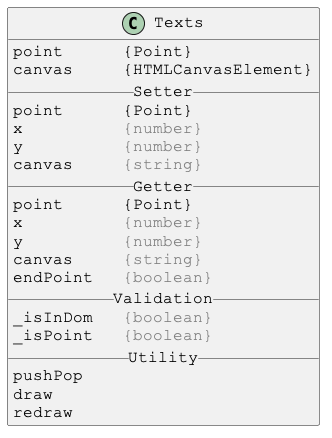 C Texts
point {Point}
canvas {HTMLCanvasElement}
Setter
point {Point}
x {number}
y {number}
canvas {string}
Getter
point {Point}
x {number}
y {number}
canvas {string}
endPoint {boolean}
Validation
_isInDom {boolean}
_isPoint {boolean}
Utility
pushPop
draw
redraw